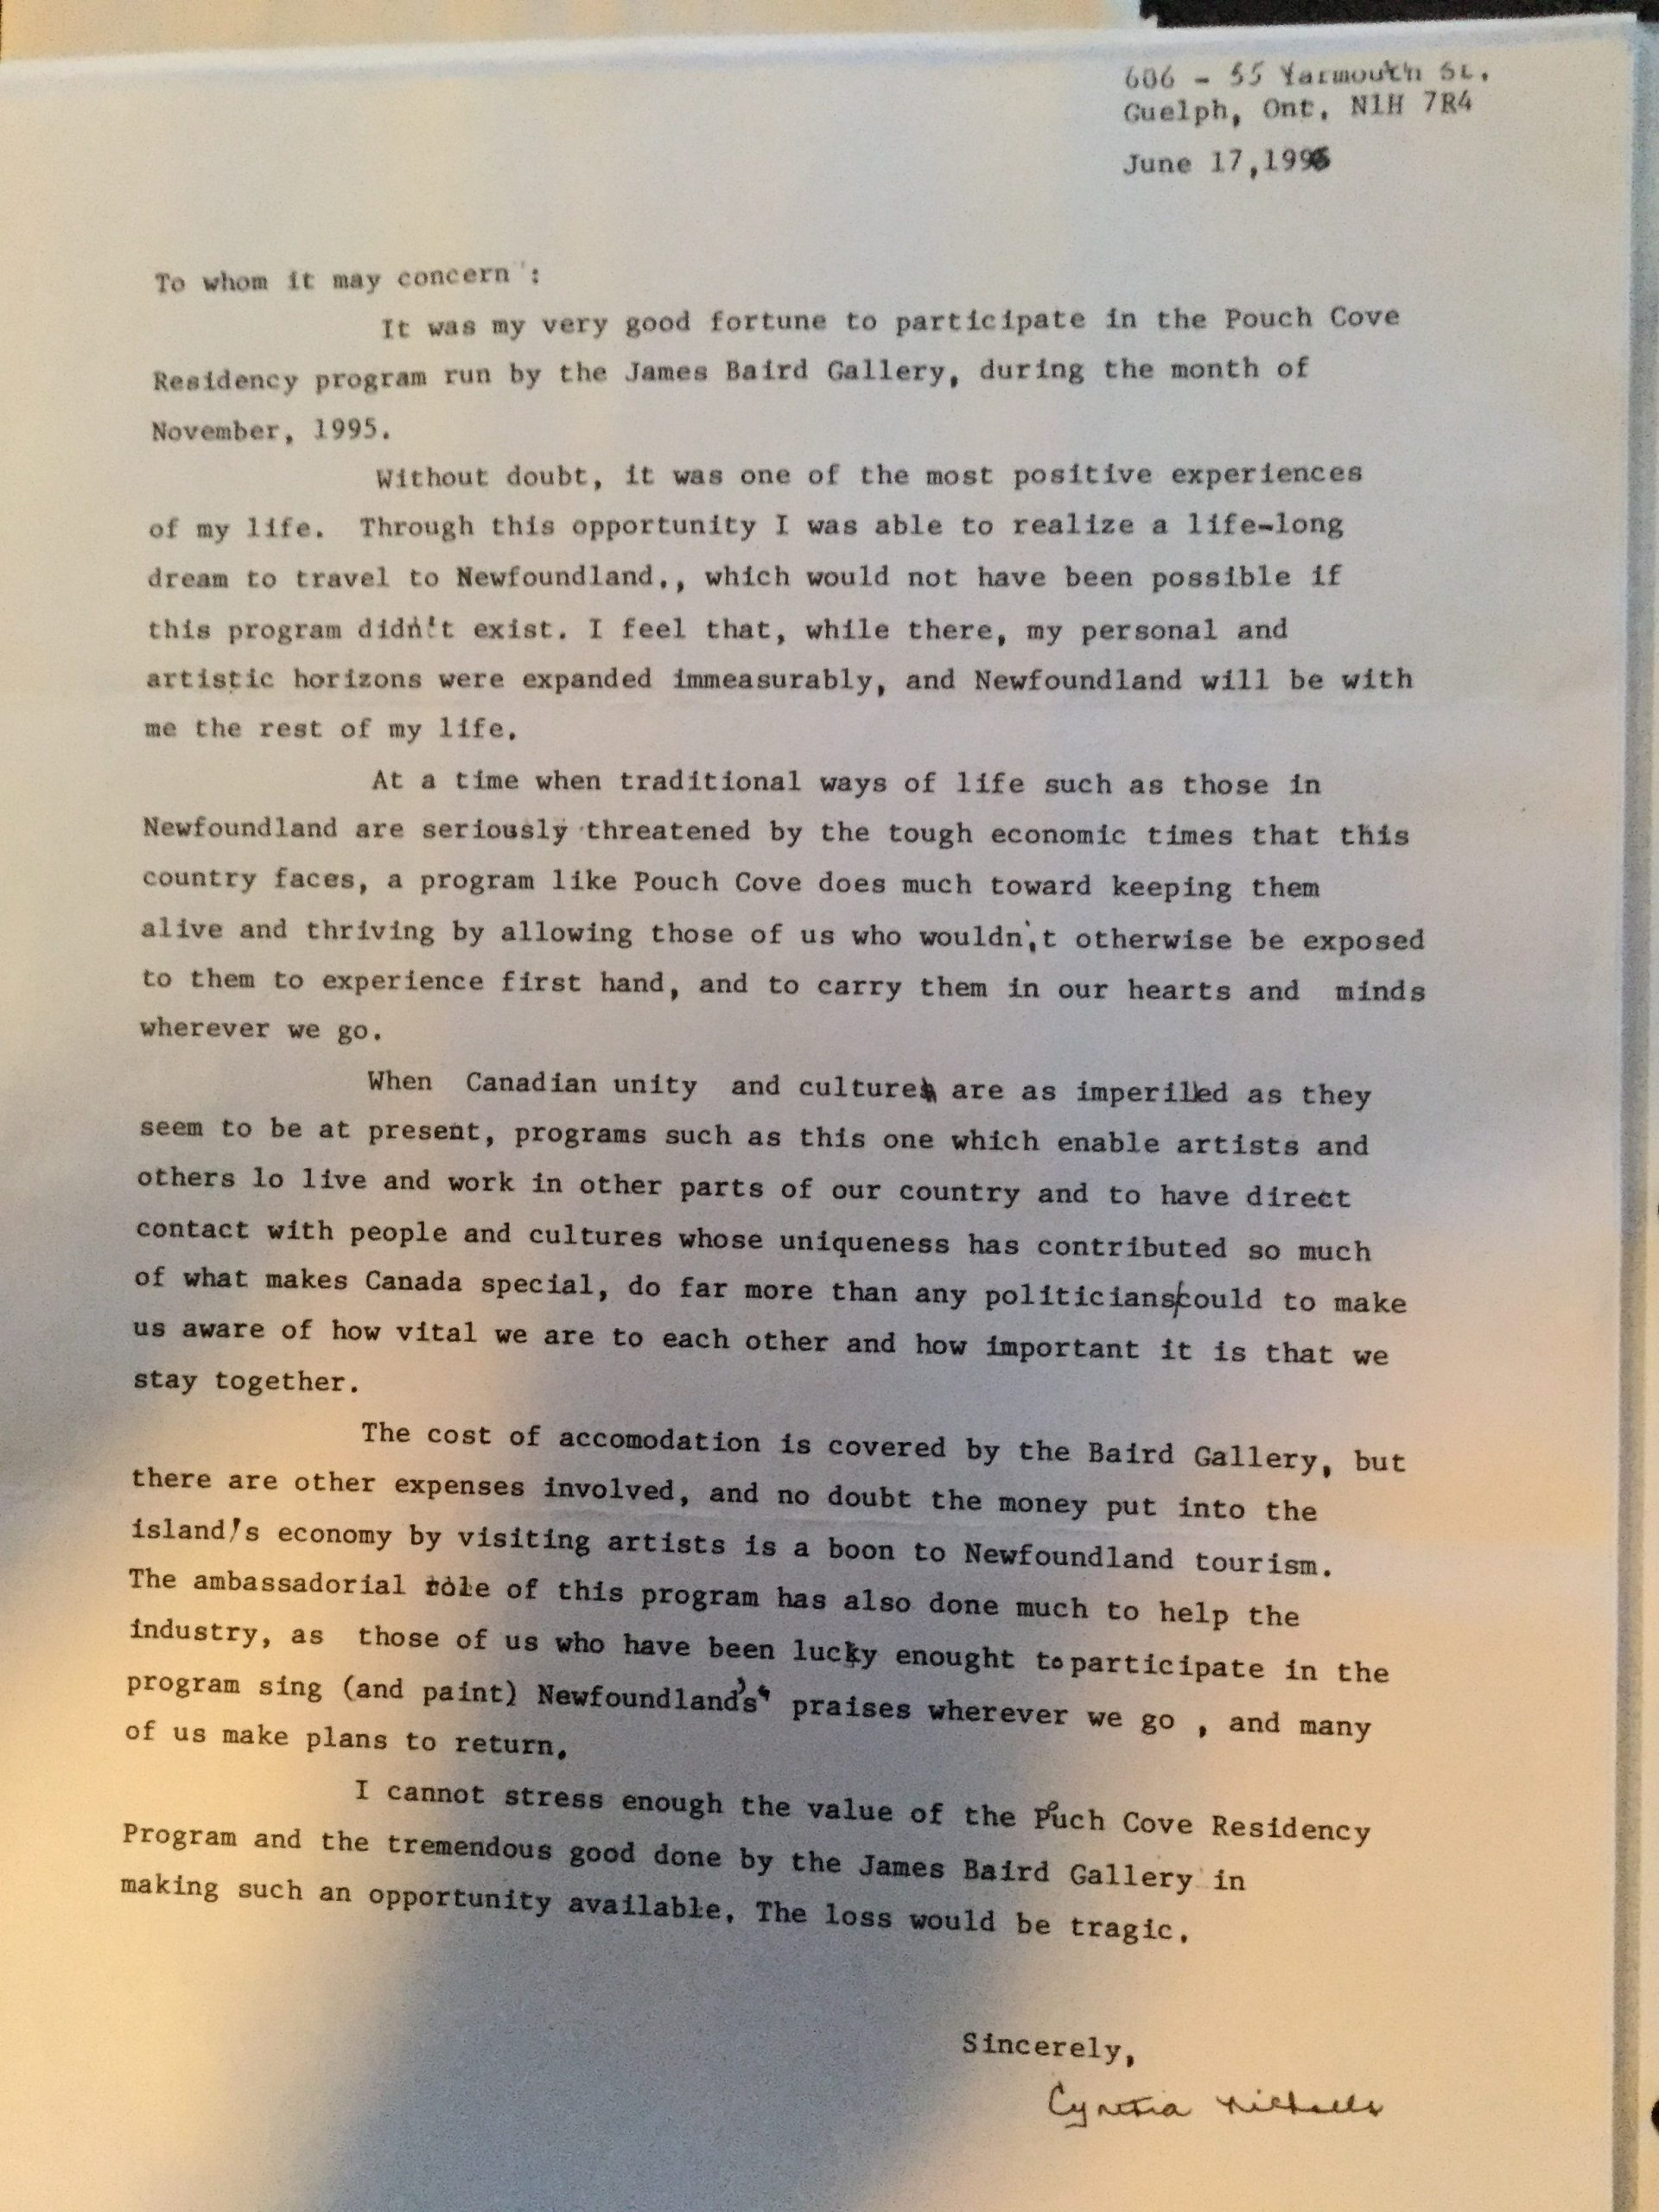 606 - 55 Yarmouth St.
Guelph, Ont. N1H 7R4
June 17,1996
To whom it may concern :
It was my very good fortune to participate in the Pouch Cove
Residency program run by the James Baird Gallery, during the month of
November, 1995.
Without doubt, it was one of the most positive experiences
of my life. Through this opportunity I was able to realize a life-long
dream to travel to Newfoundland., which would not have been possible if
this program didn't exist. I feel that, while there, my personal and
artistic horizons were expanded immeasurably, and Newfoundland will be with
me the rest of my life.
At a time when traditional ways of life such as those in
Newfoundland are seriously threatened by the tough economic times that this
country faces, a program like Pouch Cove does much toward keeping them
alive and thriving by allowing those of us who wouldn't otherwise be exposed
to them to experience first hand, and to carry them in our hearts and minds
wherever we go.
When Canadian unity and culture are as imperilled as they
seem to be at present, programs such as this one which enable artists and
others lo live and work in other parts of our country and to have direct
contact with people and cultures whose uniqueness has contributed so much
of what makes Canada special, do far more than any politicians could to make
us aware of how vital we are to each other and how important it is that we
stay together.
The cost of accomodation is covered by the Baird Gallery, but
there are other expenses involved, and no doubt the money put into the
island's economy by visiting artists is a boon to Newfoundland tourism.
The ambassadorial role of this program has also done much to help the
industry, as those of us who have been lucky enought to participate in the
program sing (and paint) Newfoundland's praises wherever we go , and many
of us make plans to return.
I cannot stress enough the value of the Pouch Cove Residency
Program and the tremendous good done by the James Baird Gallery in
making such an opportunity available. The loss would be tragic.
Sincerely,
Cynthia Nicholls